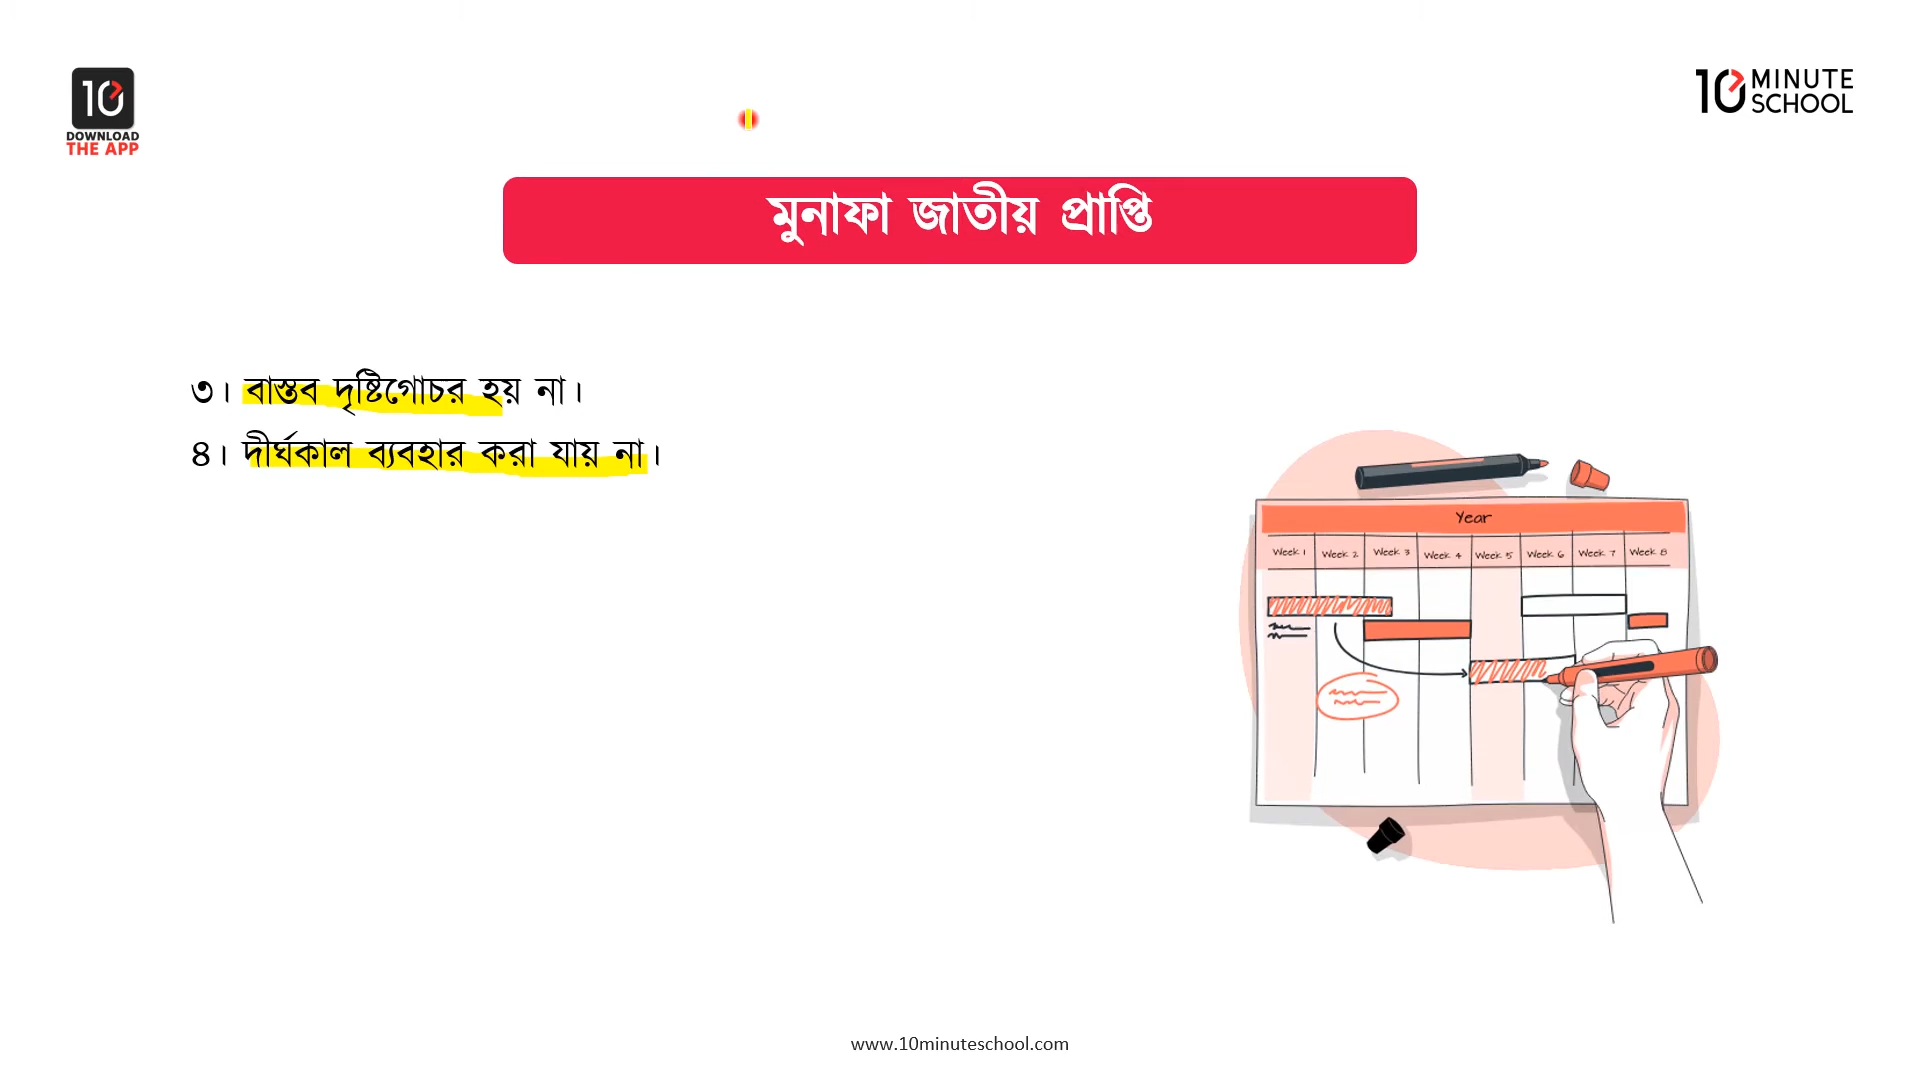 10
DOWNLOAD
THE APP
10 MINUTE
SCHOOL
মুনাফা জাতীয় প্রাপ্তি
৩। বাস্তব দৃষ্টিগোচর হয় না।
৪। দীর্ঘকাল ব্যবহার করা যায় না।
Year
Week 1 Week 2 Week 3 Week 4 Week 5 Week 6 Week 7 Week 8
www.10minuteschool.com